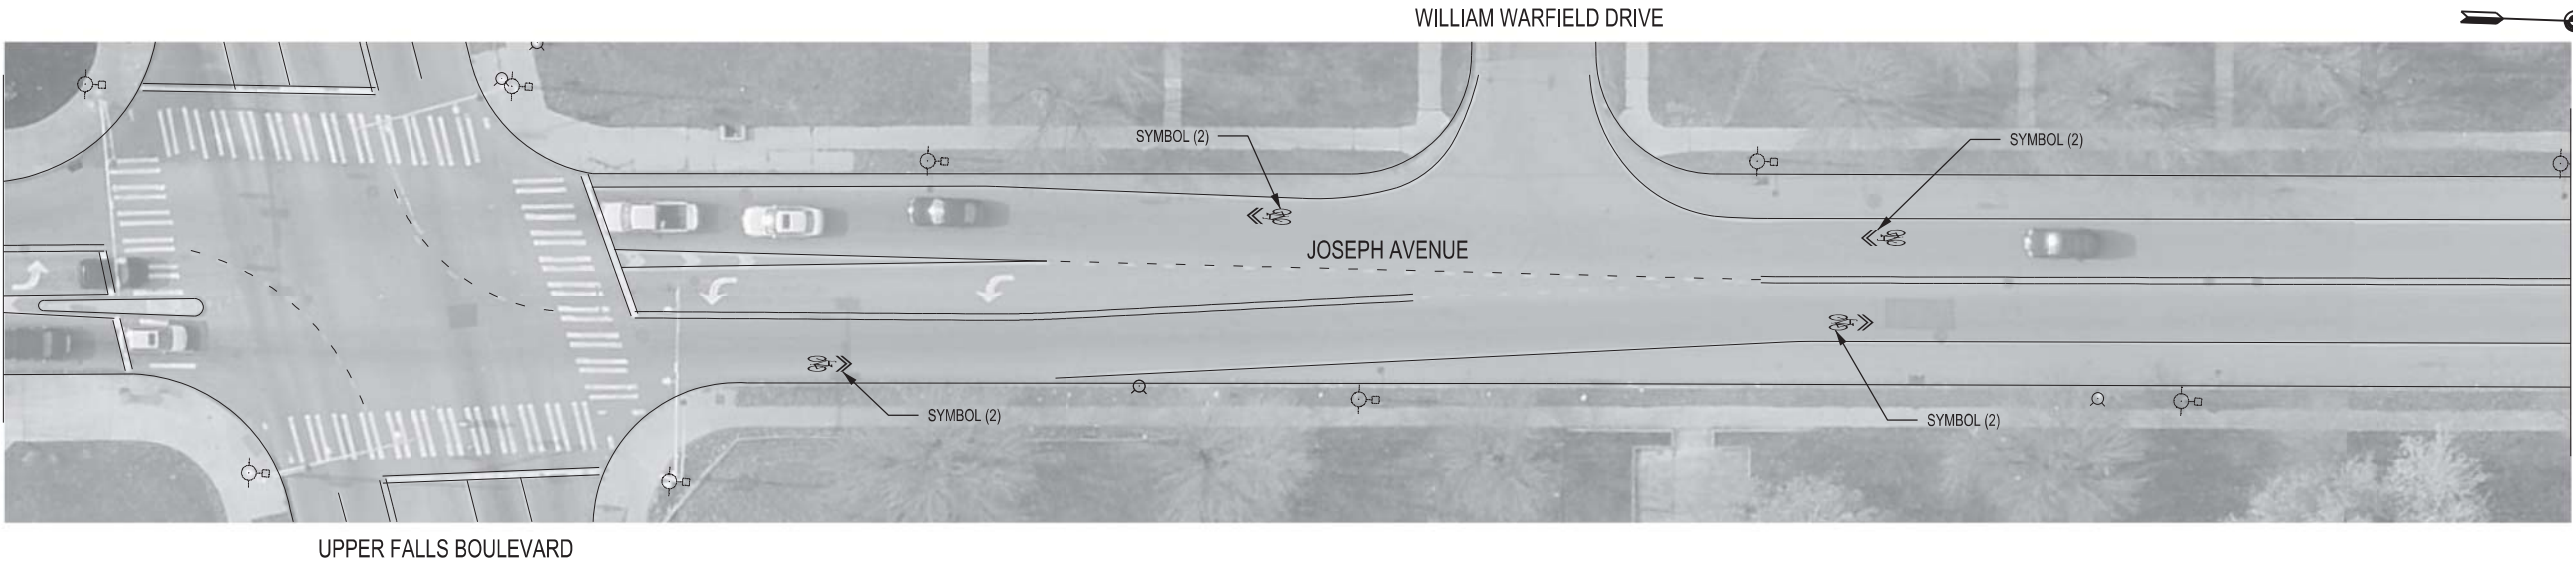 WILLIAM WARFIELD DRIVE
SYMBOL (2)
SYMBOL (2)
JOSEPH AVENUE
SYMBOL (2)
SYMBOL (2)
UPPER FALLS BOULEVARD